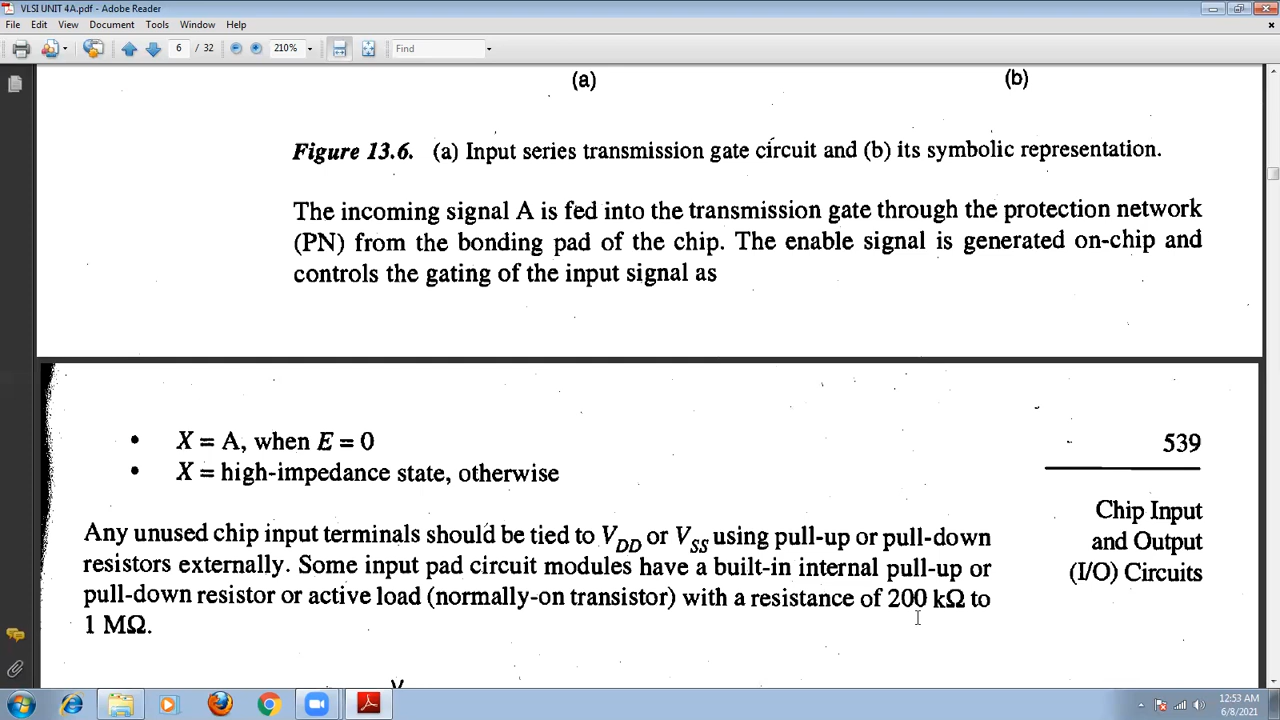 VLSI UNIT 4A.pdf - Adobe Reader
File Edit View Document Tools Window Help
6 / 32 210% Find
(a) (b)
Figure 13.6. (a) Input series transmission gate circuit and (b) its symbolic representation.
The incoming signal A is fed into the transmission gate through the protection network
(PN) from the bonding pad of the chip. The enable signal is generated on-chip and
controls the gating of the input signal as
• X = A, when E = 0
• X = high-impedance state, otherwise
539
Chip Input
and Output
(I/O) Circuits
Any unused chip input terminals should be tied to VDD or VSS using pull-up or pull-down
resistors externally. Some input pad circuit modules have a built-in internal pull-up or
pull-down resistor or active load (normally-on transistor) with a resistance of 200 kΩ to
1 MΩ.
12:53 AM
6/8/2021